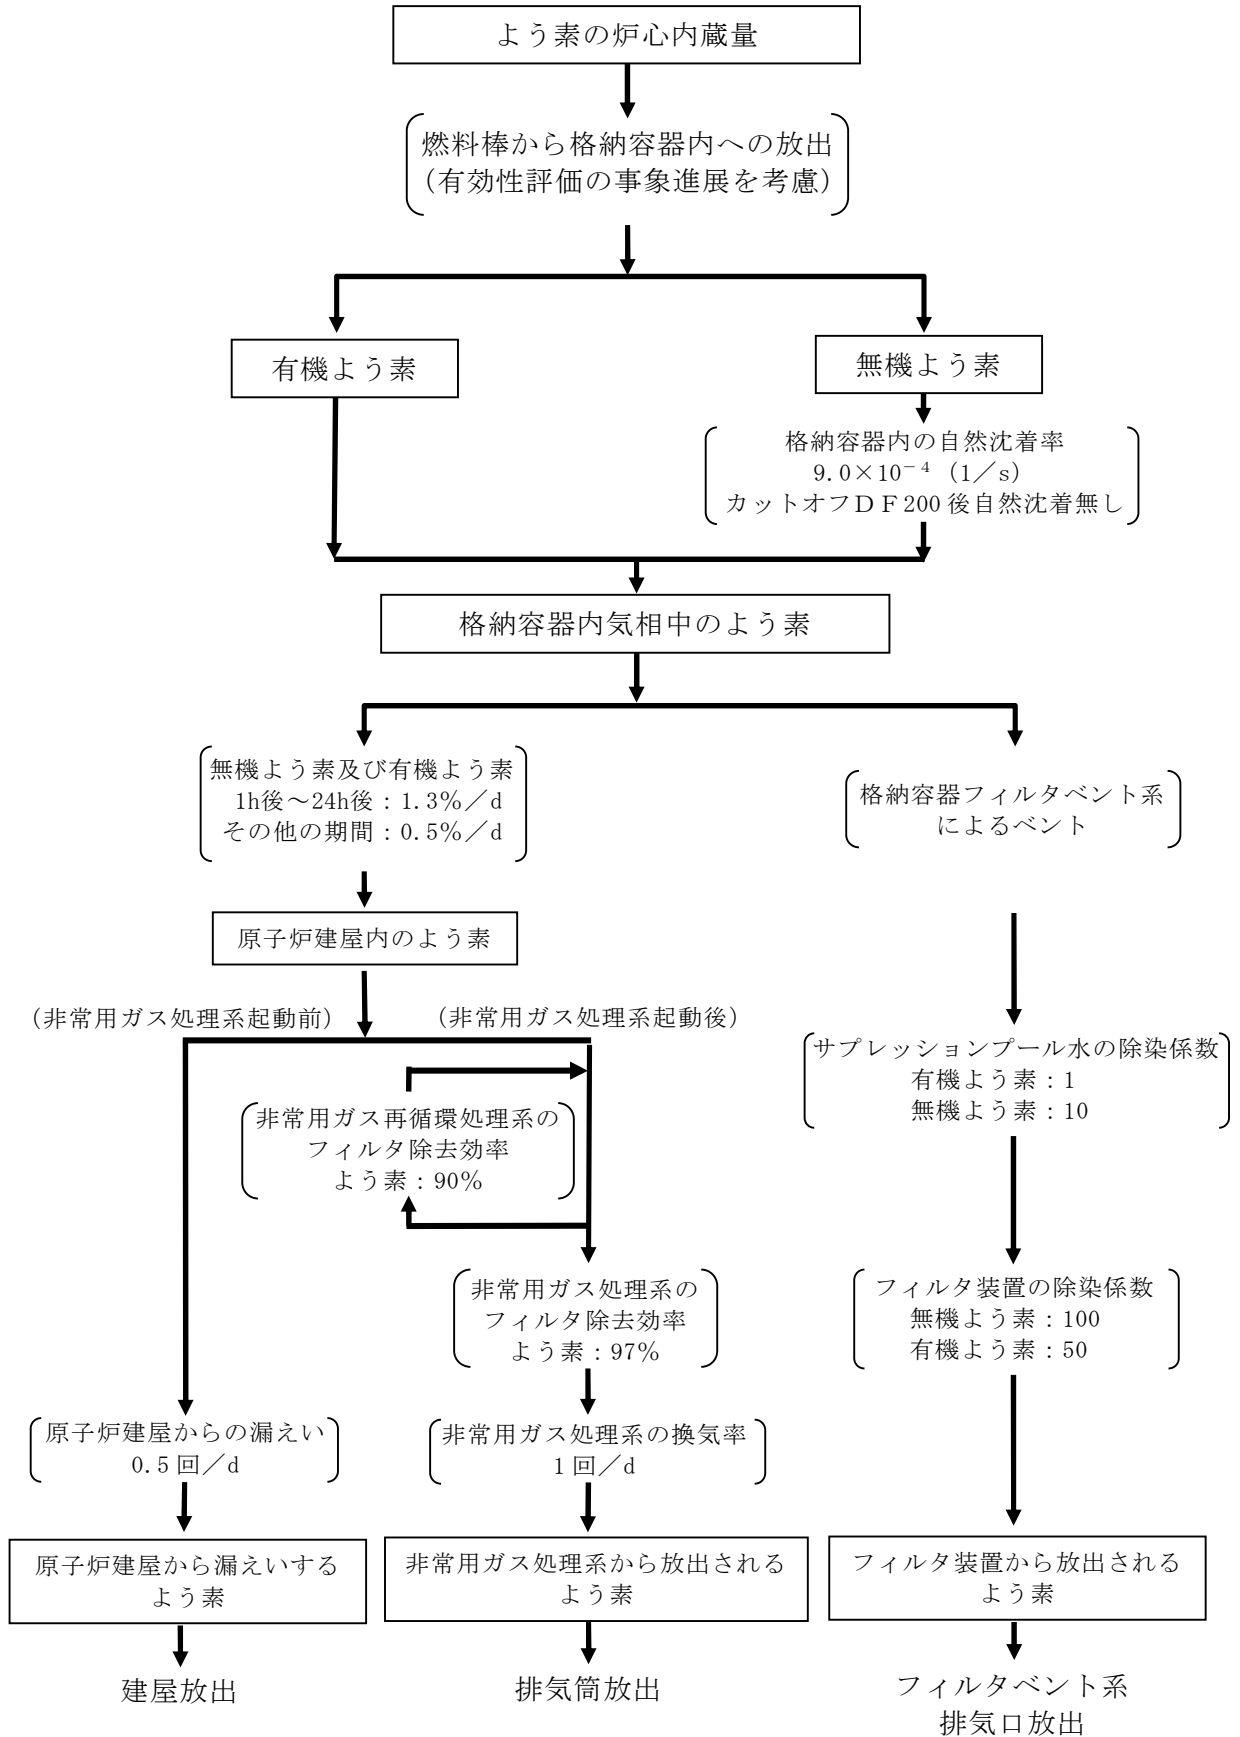 よう素の炉心内蔵量
燃料棒から格納容器内への放出
（有効性評価の事象進展を考慮）
有機よう素
無機よう素
格納容器内の自然沈着率
9.0×10⁻⁴（1／s）
カットオフＤＦ200後自然沈着無し
格納容器内気相中のよう素
無機よう素及び有機よう素
1h後～24h後：1.3%／d
その他の期間：0.5%／d
格納容器フィルタベント系
によるベント
原子炉建屋内のよう素
（非常用ガス処理系起動前）
（非常用ガス処理系起動後）
サプレッションプール水の除染係数
有機よう素：1
無機よう素：10
非常用ガス再循環処理系の
フィルタ除去効率
よう素：90%
非常用ガス処理系の
フィルタ除去効率
よう素：97%
フィルタ装置の除染係数
無機よう素：100
有機よう素：50
原子炉建屋からの漏えい
0.5回／d
非常用ガス処理系の換気率
1回／d
原子炉建屋から漏えいする
よう素
非常用ガス処理系から放出される
よう素
フィルタ装置から放出される
よう素
建屋放出
排気筒放出
フィルタベント系
排気口放出